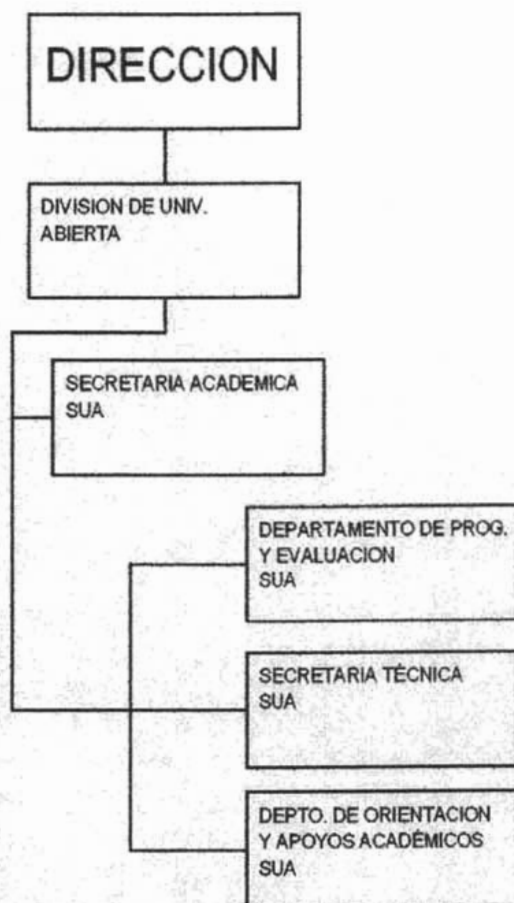 DIRECCION
DIVISION DE UNIV.
ABIERTA
SECRETARIA ACADEMICA
SUA
DEPARTAMENTO DE PROG.
Y EVALUACION
SUA
SECRETARIA TÉCNICA
SUA
DEPTO. DE ORIENTACION
Y APOYOS ACADÉMICOS
SUA